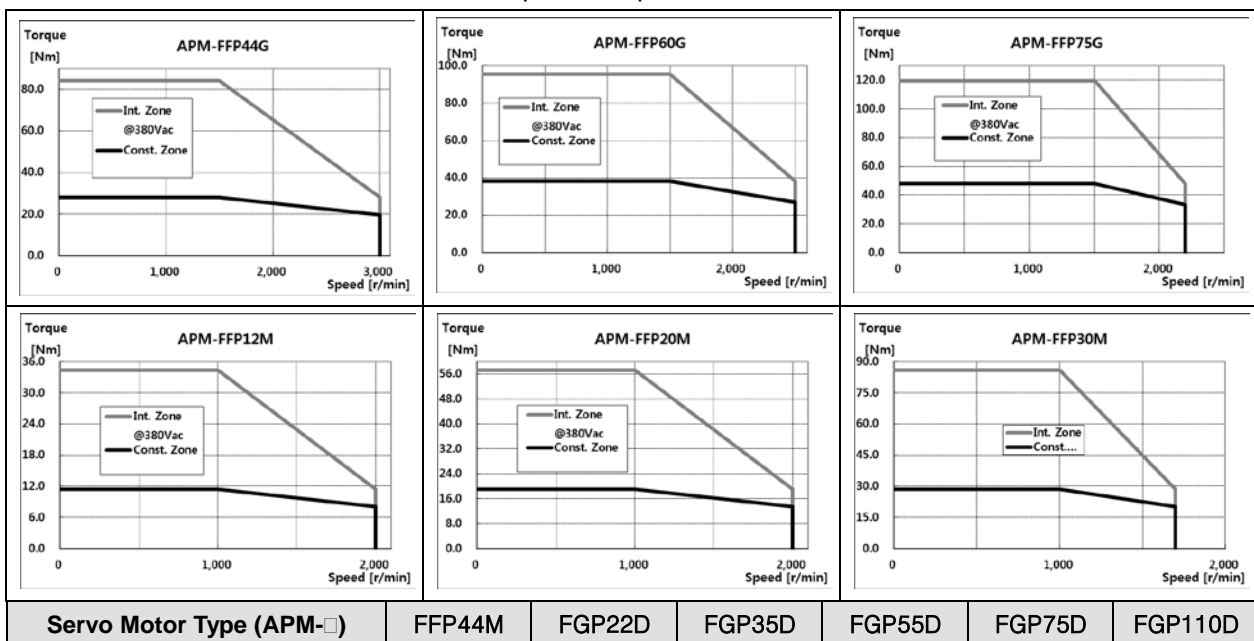 Torque
[Nm]
APM-FFP44G
80.0
60.0
40.0
20.0
0.0
Int. Zone
@380Vac
Const. Zone
0 1,000 2,000 3,000
Speed [r/min]
Torque
[Nm]
APM-FFP60G
100.0
80.0
60.0
40.0
20.0
0.0
Int. Zone
@380Vac
Const. Zone
0 1,000 2,000
Speed [r/min]
Torque
[Nm]
APM-FFP75G
120.0
100.0
80.0
60.0
40.0
20.0
0.0
Int. Zone
@380Vac
Const. Zone
0 1,000 2,000
Speed [r/min]
Torque
[Nm]
APM-FFP12M
36.0
30.0
24.0
18.0
12.0
6.0
0.0
Int. Zone
@380Vac
Const. Zone
0 1,000 2,000
Speed [r/min]
Torque
[Nm]
APM-FFP20M
56.0
48.0
40.0
32.0
24.0
16.0
8.0
0.0
Int. Zone
@380Vac
Const. Zone
0 1,000 2,000
Speed [r/min]
Torque
[Nm]
APM-FFP30M
90.0
75.0
60.0
45.0
30.0
15.0
0.0
Int. Zone
Const....
0 1,000 2,000
Speed [r/min]
Servo Motor Type (APM-□) FFP44M FGP22D FGP35D FGP55D FGP75D FGP110D